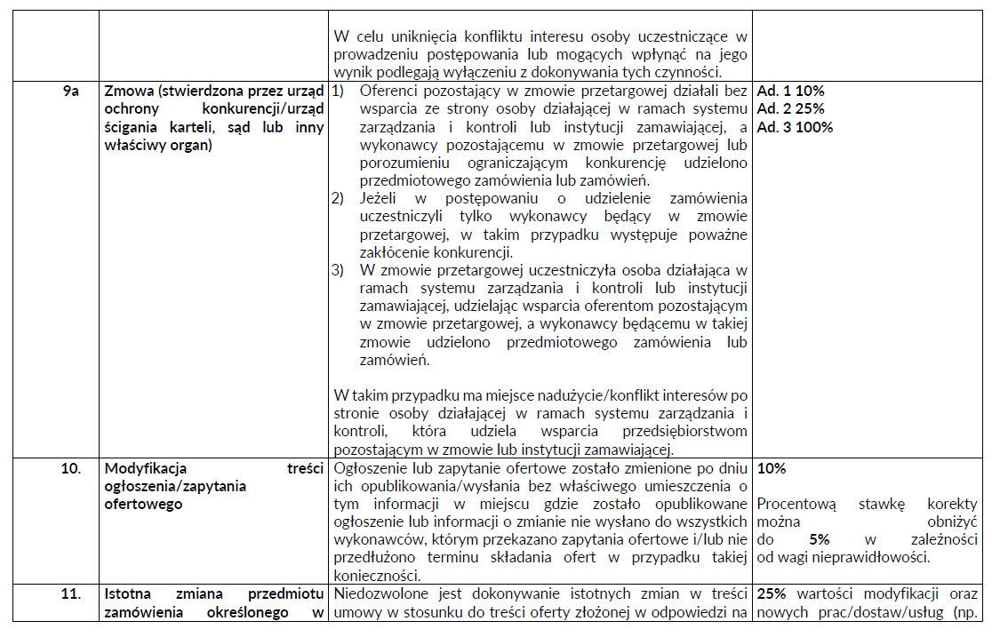 W celu uniknięcia konfliktu interesu osoby uczestniczące w
prowadzeniu postępowania lub mogących wpłynąć na jego
wynik podlegają wyłączeniu z dokonywania tych czynności.
9a
Zmowa (stwierdzona przez urząd
ochrony konkurencji/urząd
ścigania karteli, sąd lub inny
właściwy organ)
1) Oferenci pozostający w zmowie przetargowej działali bez
wsparcia ze strony osoby działającej w ramach systemu
zarządzania i kontroli lub instytucji zamawiającej, a
wykonawcy pozostającemu w zmowie przetargowej lub
porozumieniu ograniczającym konkurencję udzielono
przedmiotowego zamówienia lub zamówień.
2) Jeżeli w postępowaniu o udzielenie zamówienia
uczestniczyli tylko wykonawcy będący w zmowie
przetargowej, w takim przypadku występuje poważne
zakłócenie konkurencji.
3) W zmowie przetargowej uczestniczyła osoba działająca w
ramach systemu zarządzania i kontroli lub instytucji
zamawiającej, udzielając wsparcia oferentom pozostającym
w zmowie przetargowej, a wykonawcy będącemu w takiej
zmowie udzielono przedmiotowego zamówienia lub
zamówień.
W takim przypadku ma miejsce nadużycie/konflikt interesów po
stronie osoby działającej w ramach systemu zarządzania i
kontroli, która udziela wsparcia przedsiębiorstwom
pozostającym w zmowie lub instytucji zamawiającej.
Ad. 1 10%
Ad. 2 25%
Ad. 3 100%
10.
Modyfikacja treści
ogłoszenia/zapytania
ofertowego
Ogłoszenie lub zapytanie ofertowe zostało zmienione po dniu
ich opublikowania/wysłania bez właściwego umieszczenia o
tym informacji w miejscu gdzie zostało opublikowane
ogłoszenie lub informacji o zmianie nie wysłano do wszystkich
wykonawców, którym przekazano zapytania ofertowe i/lub nie
przedłużono terminu składania ofert w przypadku takiej
konieczności.
10%
Procentową stawkę korekty
można obniżyć
do 5% w zależności
od wagi nieprawidłowości.
11.
Istotna zmiana przedmiotu
zamówienia określonego w
Niedozwolone jest dokonywanie istotnych zmian w treści
umowy w stosunku do treści oferty złożonej w odpowiedzi na
25% wartości modyfikacji oraz
nowych prac/dostaw/usług (np.